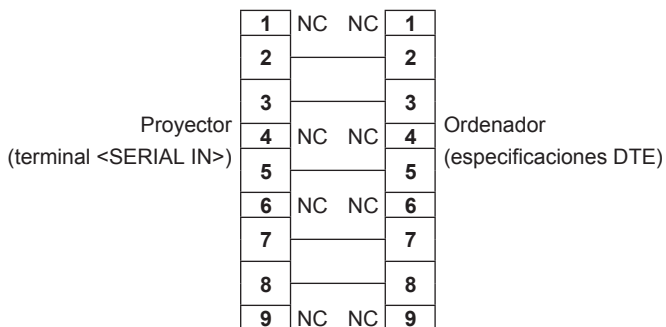 1 NC NC 1
2 2
3 3
Proyector
(terminal <SERIAL IN>)
4 NC NC 4
Ordenador
(especificaciones DTE)
5 5
6 NC NC 6
7 7
8 8
9 NC NC 9